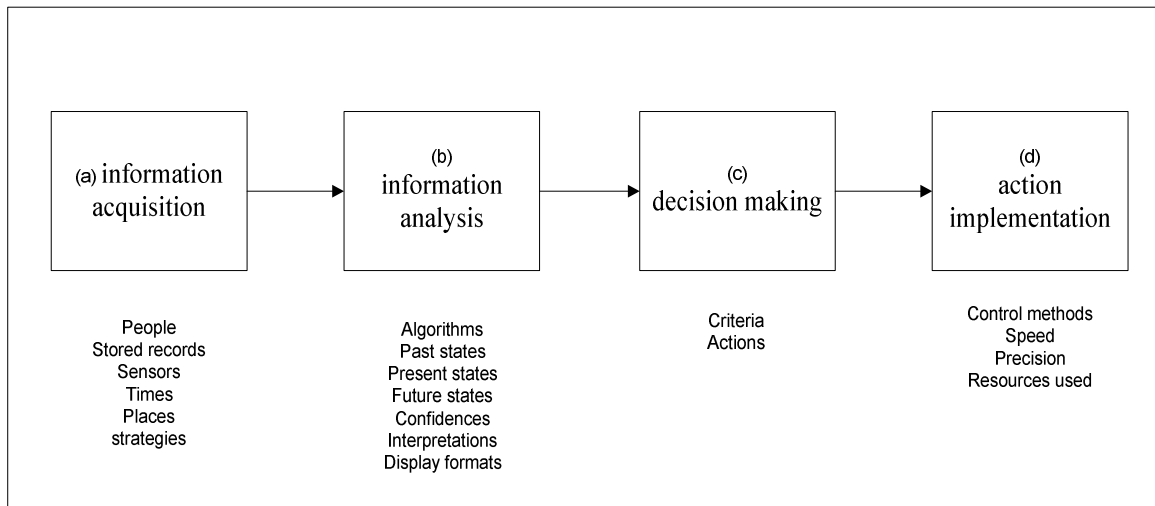 (a) information
acquisition
(b)
information
analysis
(c)
decision making
(d)
action
implementation
People
Stored records
Sensors
Times
Places
strategies
Algorithms
Past states
Present states
Future states
Confidences
Interpretations
Display formats
Criteria
Actions
Control methods
Speed
Precision
Resources used